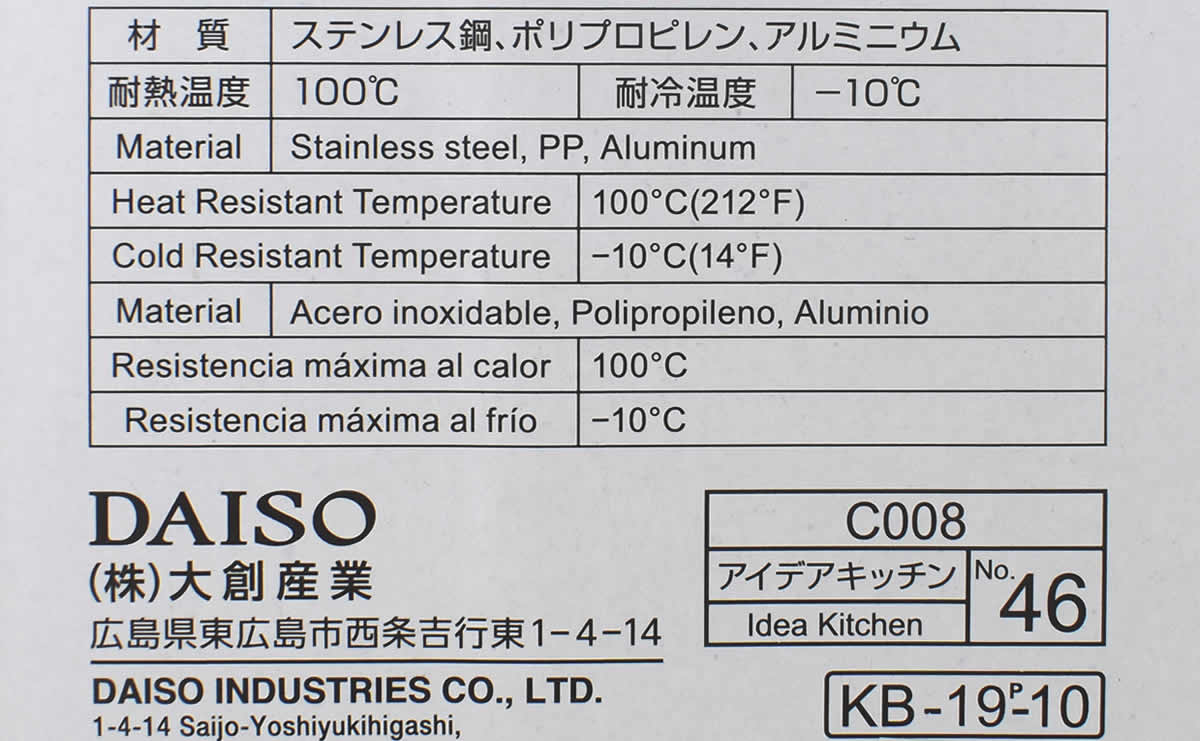 材 質 ステンレス鋼、ポリプロピレン、アルミニウム
耐熱温度 100℃ 耐冷温度 −10℃
Material Stainless steel, PP, Aluminum
Heat Resistant Temperature 100°C(212°F)
Cold Resistant Temperature −10°C(14°F)
Material Acero inoxidable, Polipropileno, Aluminio
Resistencia máxima al calor 100°C
Resistencia máxima al frío −10°C
DAISO
(株)大創産業
広島県東広島市西条吉行東1−4−14
DAISO INDUSTRIES CO., LTD.
1-4-14 Saijo-Yoshiyukihigashi,
C008
アイデアキッチン
Idea Kitchen
No. 46
KB-19P-10